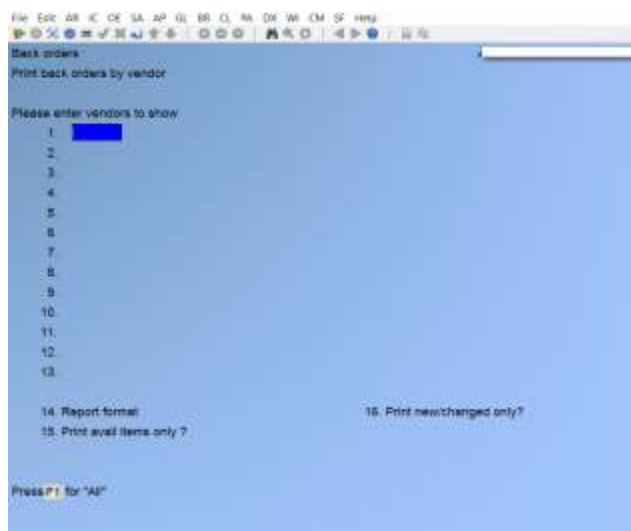 File Edit AR IC OE SA AP GL BB CL PA DX WI CM SF Help
Back orders
Print back orders by vendor
Please enter vendors to show
1.
2.
3.
4.
5.
6.
7.
8.
9.
10.
11.
12.
13.
14. Report format 16. Print new/changed only?
15. Print avail items only ?
Press F1 for "All"